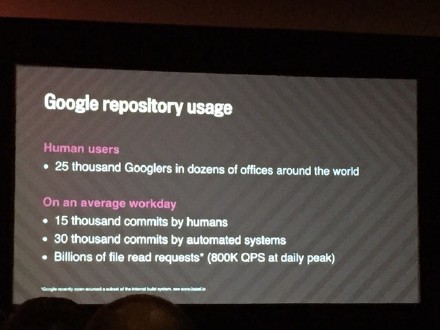 Google repository usage
Human users
• 25 thousand Googlers in dozens of offices around the world
On an average workday
• 15 thousand commits by humans
• 30 thousand commits by automated systems
• Billions of file read requests* (800K QPS at daily peak)
*Google recently open sourced a subset of the internal build system, see www.bazel.io